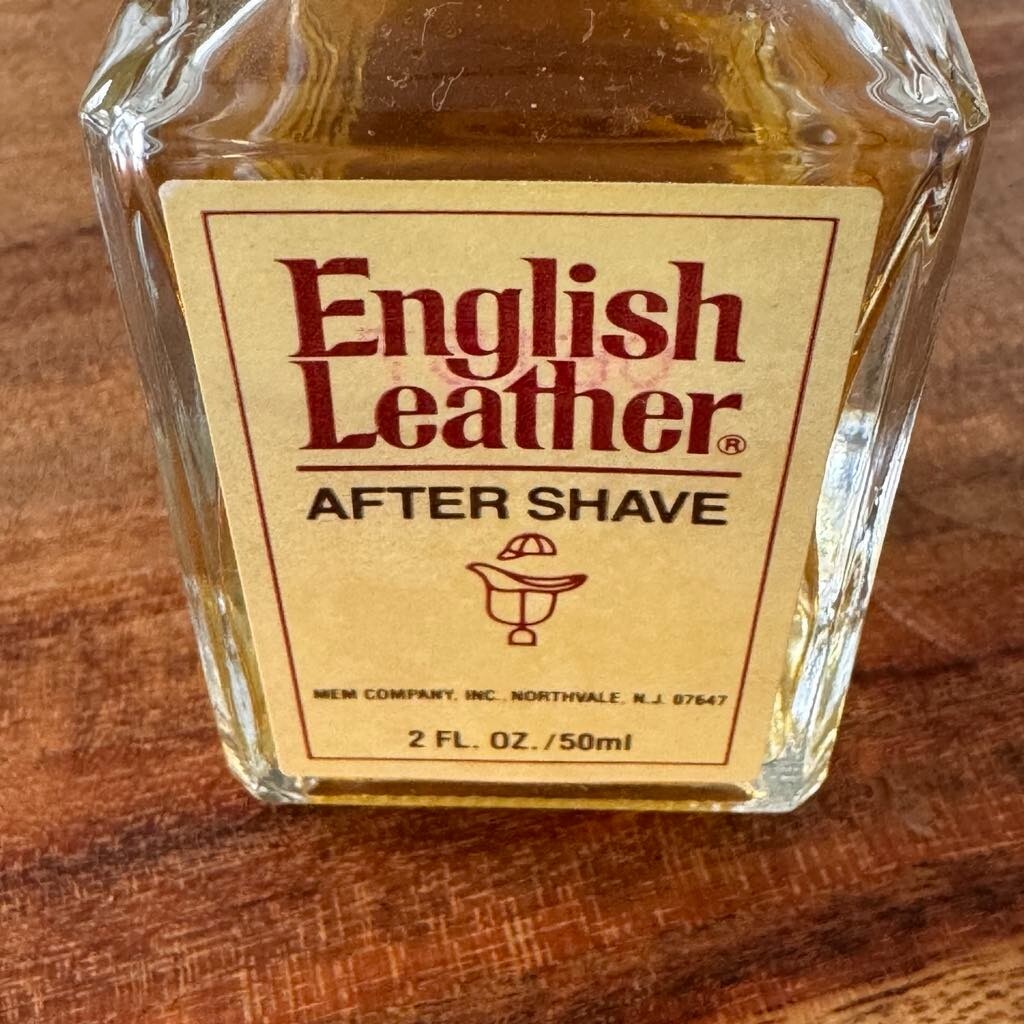 English
Leather®
AFTER SHAVE
MEM COMPANY, INC., NORTHVALE, N.J. 07647
2 FL. OZ./50ml